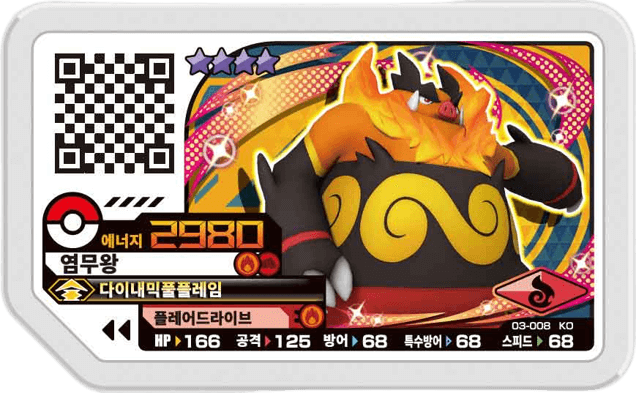 에너지 2980
염무왕
다이내믹풀플레임
플레어드라이브
03-008 KO
HP 166 공격 125 방어 68 특수방어 68 스피드 68